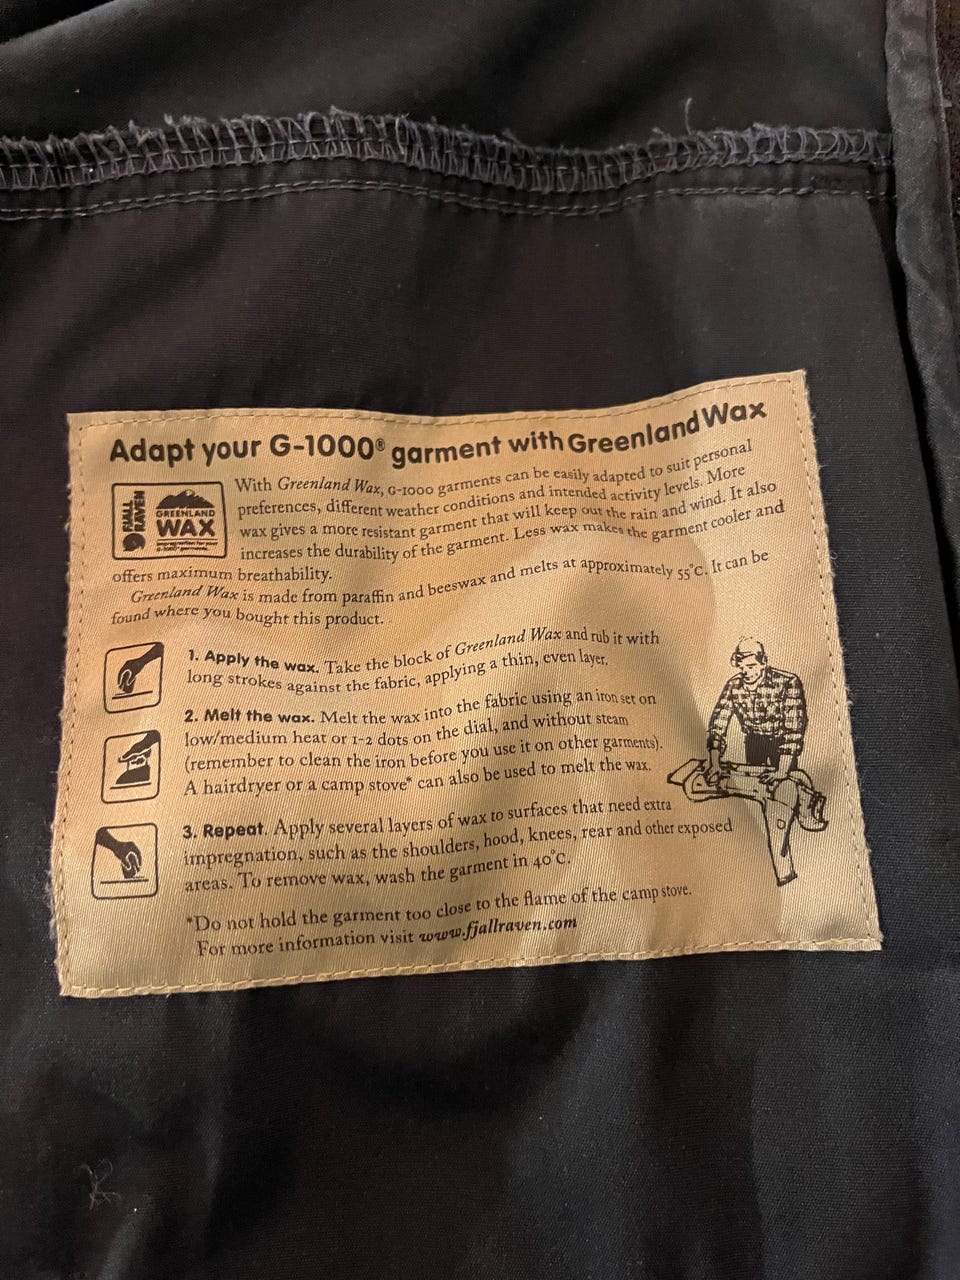 Adapt your G-1000® garment with Greenland Wax
FJÄLL
RÄVEN
GREENLAND
WAX
With Greenland Wax, G-1000 garments can be easily adapted to suit personal
preferences, different weather conditions and intended activity levels. More
wax gives a more resistant garment that will keep out the rain and wind. It also
increases the durability of the garment. Less wax makes the garment cooler and
offers maximum breathability.
Greenland Wax is made from paraffin and beeswax and melts at approximately 55°C. It can be
found where you bought this product.
1. Apply the wax. Take the block of Greenland Wax and rub it with
long strokes against the fabric, applying a thin, even layer.
2. Melt the wax. Melt the wax into the fabric using an iron set on
low/medium heat or 1-2 dots on the dial, and without steam
(remember to clean the iron before you use it on other garments).
A hairdryer or a camp stove* can also be used to melt the wax.
3. Repeat. Apply several layers of wax to surfaces that need extra
impregnation, such as the shoulders, hood, knees, rear and other exposed
areas. To remove wax, wash the garment in 40°C.
*Do not hold the garment too close to the flame of the camp stove.
For more information visit www.fjallraven.com